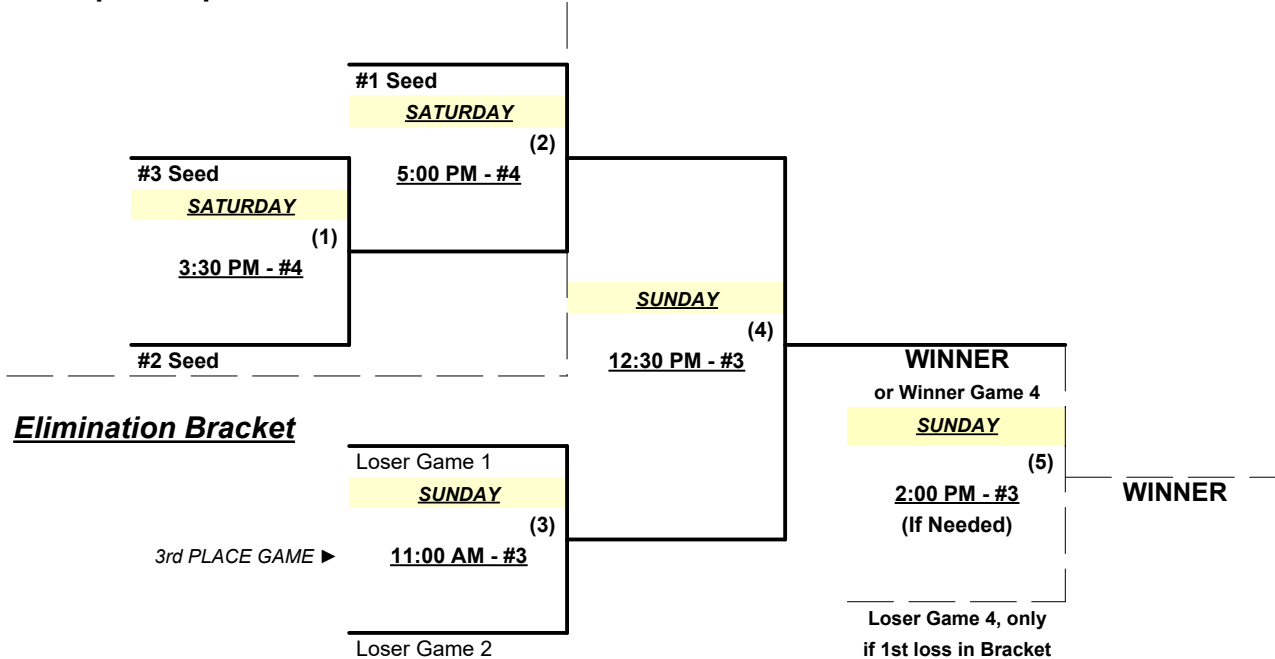 #1 Seed
SATURDAY
(2)
5:00 PM - #4
#3 Seed
SATURDAY
(1)
3:30 PM - #4
#2 Seed
SUNDAY
(4)
12:30 PM - #3
WINNER
or Winner Game 4
SUNDAY
(5)
2:00 PM - #3
(If Needed)
WINNER
Loser Game 4, only
if 1st loss in Bracket
Elimination Bracket
Loser Game 1
SUNDAY
(3)
3rd PLACE GAME ►
11:00 AM - #3
Loser Game 2